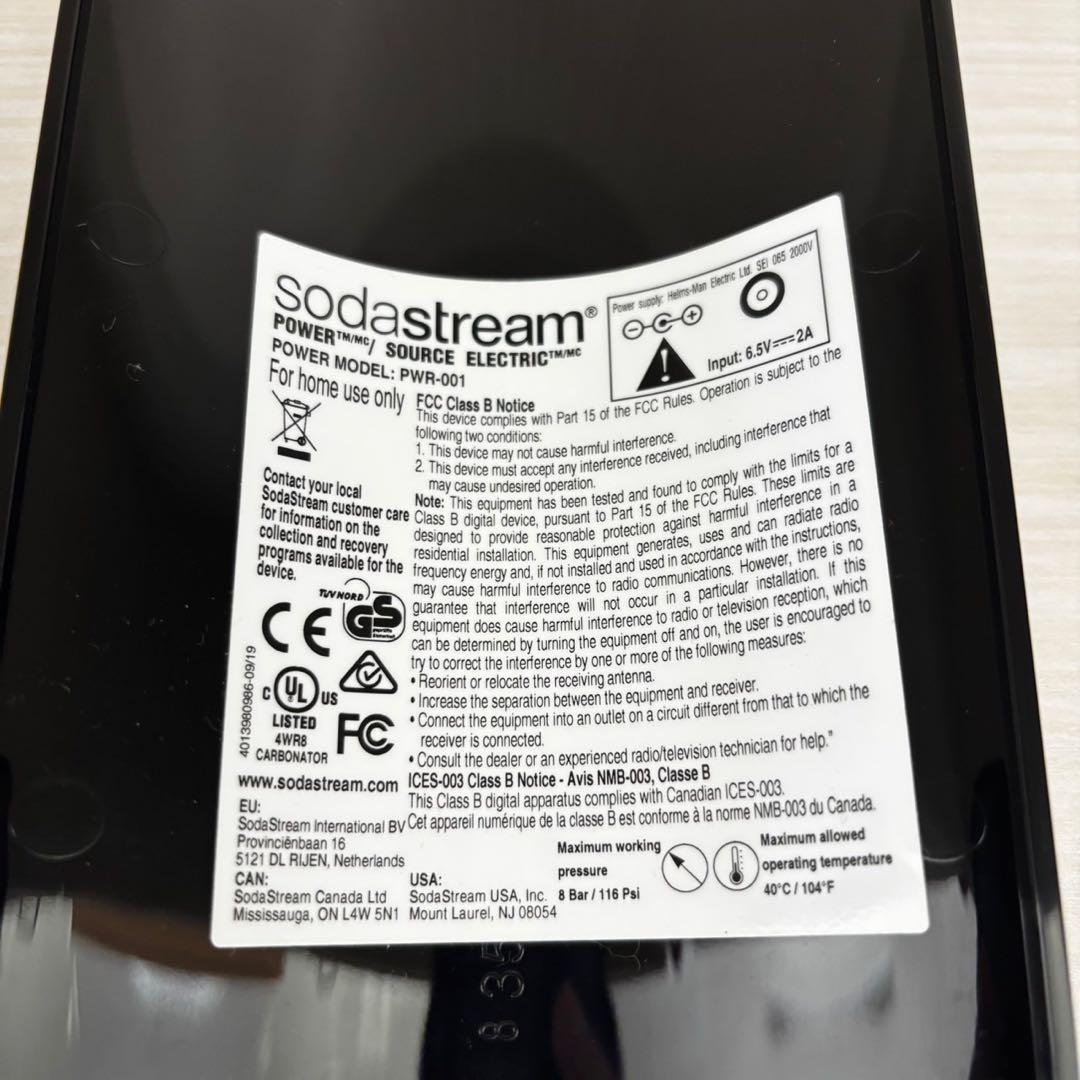 sodastream®
POWER™/MC/ SOURCE ELECTRIC™/MC
POWER MODEL: PWR-001
For home use only
Power supply: Helms-Man Electric Ltd. SEI 065 2000V
Input: 6.5V⎓2A
FCC Class B Notice
This device complies with Part 15 of the FCC Rules. Operation is subject to the
following two conditions:
1. This device may not cause harmful interference.
2. This device must accept any interference received, including interference that
may cause undesired operation.
Note: This equipment has been tested and found to comply with the limits for a
Class B digital device, pursuant to Part 15 of the FCC Rules. These limits are
designed to provide reasonable protection against harmful interference in a
residential installation. This equipment generates, uses and can radiate radio
frequency energy and, if not installed and used in accordance with the instructions,
may cause harmful interference to radio communications. However, there is no
guarantee that interference will not occur in a particular installation. If this
equipment does cause harmful interference to radio or television reception, which
can be determined by turning the equipment off and on, the user is encouraged to
try to correct the interference by one or more of the following measures:
• Reorient or relocate the receiving antenna.
• Increase the separation between the equipment and receiver.
• Connect the equipment into an outlet on a circuit different from that to which the
receiver is connected.
• Consult the dealer or an experienced radio/television technician for help."
ICES-003 Class B Notice - Avis NMB-003, Classe B
This Class B digital apparatus complies with Canadian ICES-003.
Cet appareil numérique de la classe B est conforme à la norme NMB-003 du Canada.
Contact your local
SodaStream customer care
for information on the
collection and recovery
programs available for the
device.
TÜV NORD
GS
geprüfte
Sicherheit
CE
C UL US
LISTED
4WR8
CARBONATOR
FC
4013980986-09/19
www.sodastream.com
EU:
SodaStream International BV
Provinciënbaan 16
5121 DL RIJEN, Netherlands
CAN:
SodaStream Canada Ltd
Mississauga, ON L4W 5N1
USA:
SodaStream USA, Inc.
Mount Laurel, NJ 08054
Maximum working
pressure
8 Bar / 116 Psi
Maximum allowed
operating temperature
40°C / 104°F